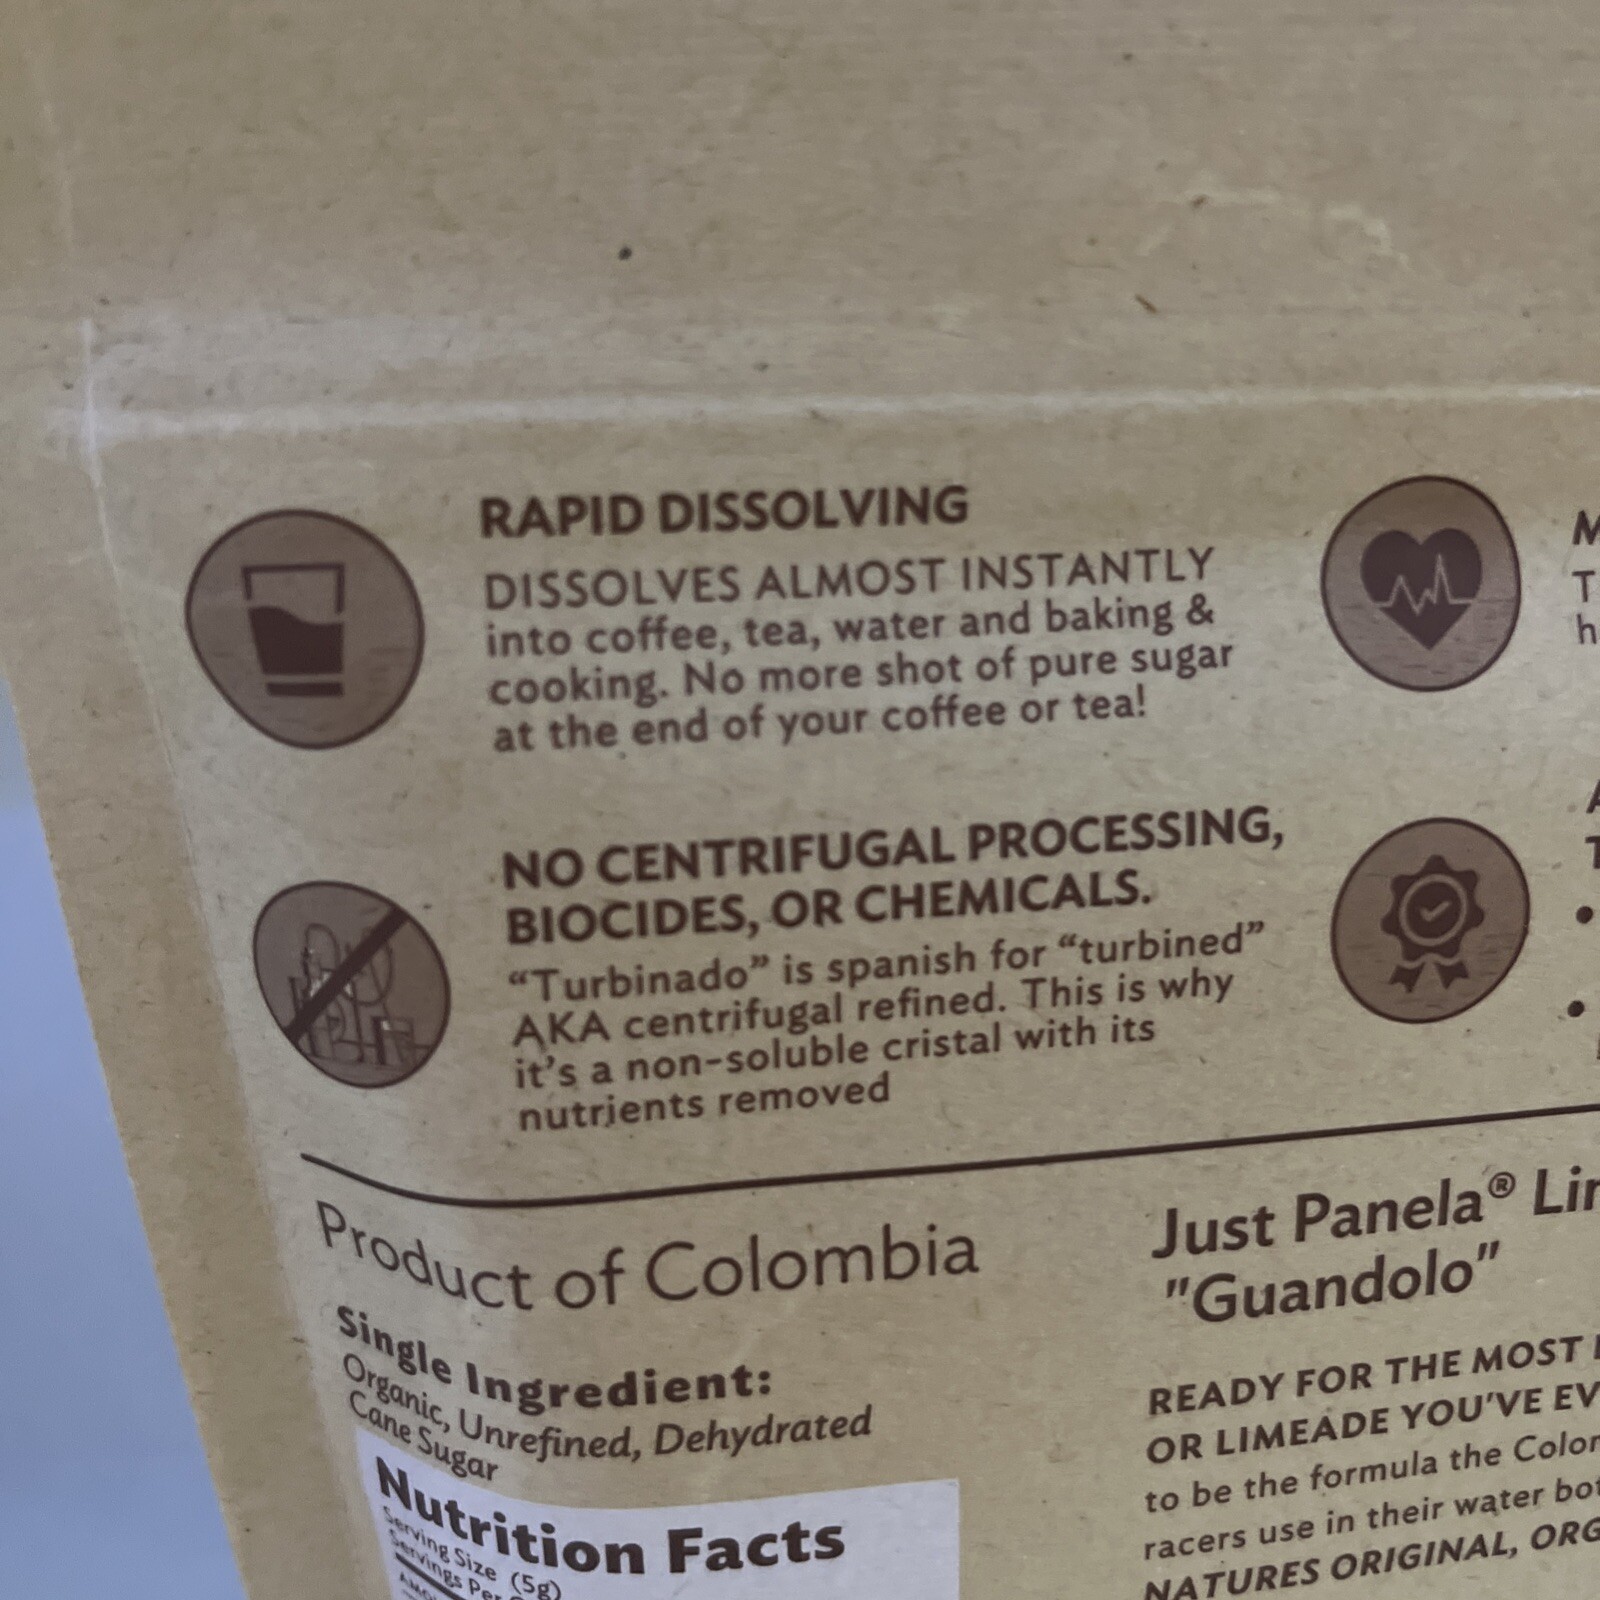 RAPID DISSOLVING
DISSOLVES ALMOST INSTANTLY
into coffee, tea, water and baking &
cooking. No more shot of pure sugar
at the end of your coffee or tea!
NO CENTRIFUGAL PROCESSING,
BIOCIDES, OR CHEMICALS.
“Turbinado” is spanish for “turbined”
AKA centrifugal refined. This is why
it’s a non-soluble cristal with its
nutrients removed
Product of Colombia
Single Ingredient:
Organic, Unrefined, Dehydrated
Cane Sugar
Nutrition Facts
Serving Size (5g)
Servings Per
Just Panela®
"Guandolo"
READY FOR THE MOST
OR LIMEADE YOU'VE
to be the formula the
racers use in their water
NATURES ORIGINAL,